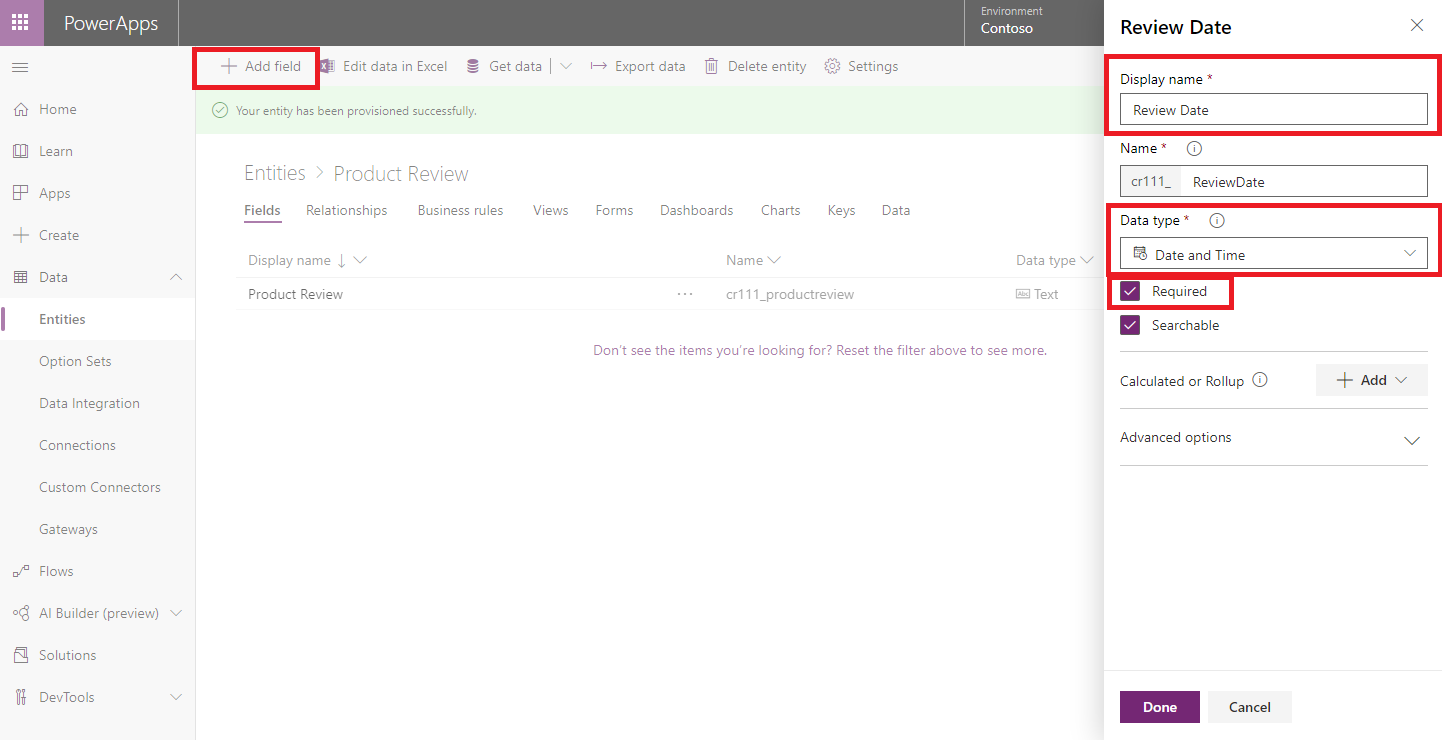 PowerApps
Environment
Contoso
Home
Learn
Apps
Create
Data
Entities
Option Sets
Data Integration
Connections
Custom Connectors
Gateways
Flows
AI Builder (preview)
Solutions
DevTools
Add field Edit data in Excel Get data Export data Delete entity Settings
Your entity has been provisioned successfully.
Entities > Product Review
Fields Relationships Business rules Views Forms Dashboards Charts Keys Data
Display name ↓ Name Data type
Product Review ··· cr111_productreview Abc Text
Don't see the items you're looking for? Reset the filter above to see more.
Review Date
Display name *
Review Date
Name *
cr111_ ReviewDate
Data type *
Date and Time
Required
Searchable
Calculated or Rollup Add
Advanced options
Done Cancel